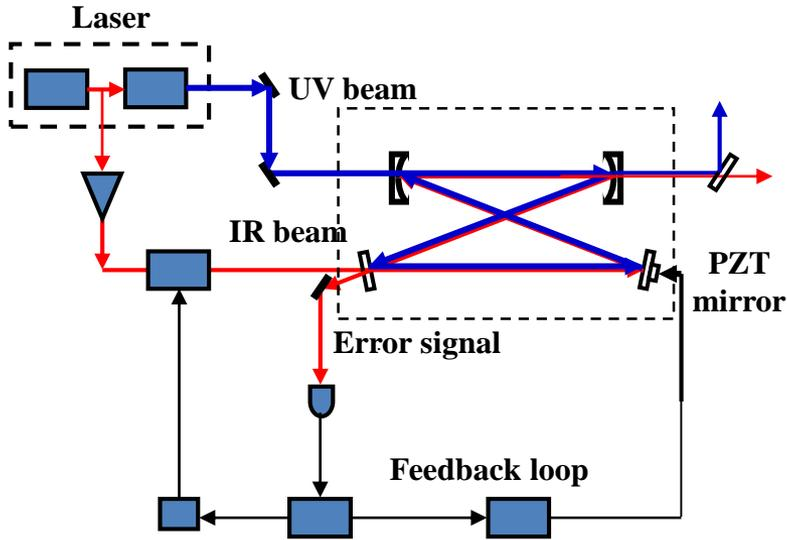 Laser
UV beam
IR beam
PZT
mirror
Error signal
Feedback loop